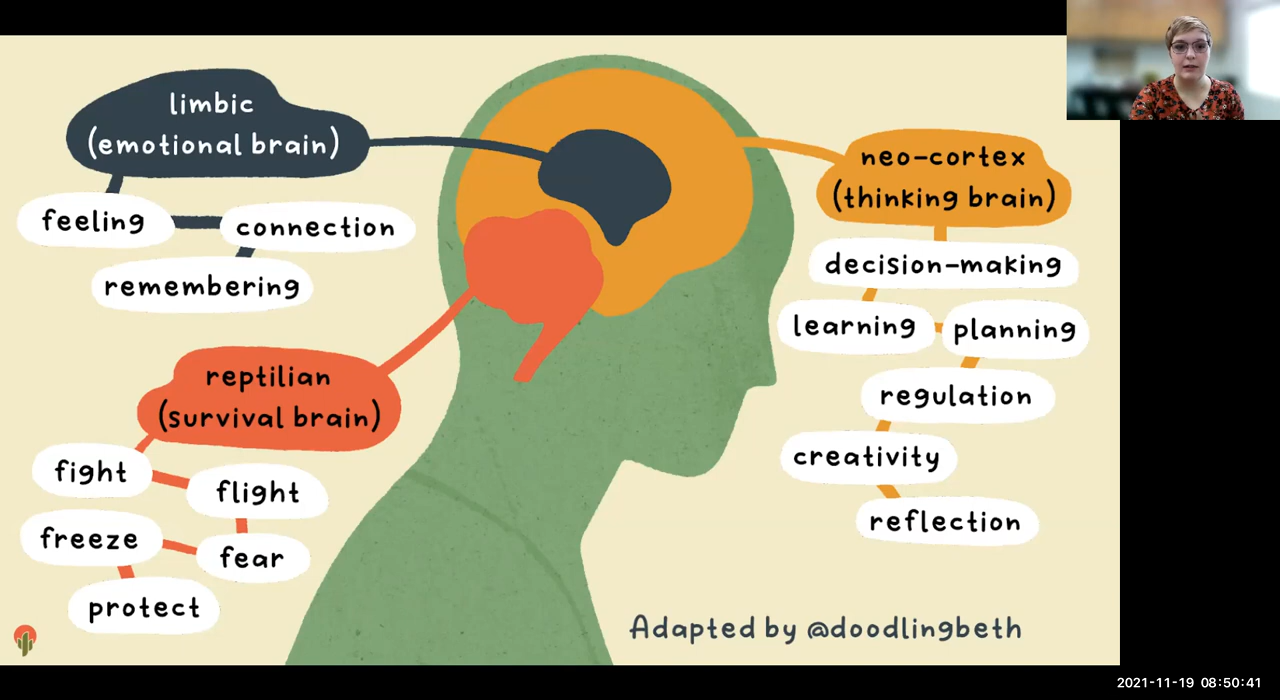 limbic
(emotional brain)
feeling
connection
remembering
reptilian
(survival brain)
fight
flight
freeze
fear
protect
neo-cortex
(thinking brain)
decision-making
learning
planning
regulation
creativity
reflection
Adapted by @doodlingbeth
2021-11-19 08:50:41